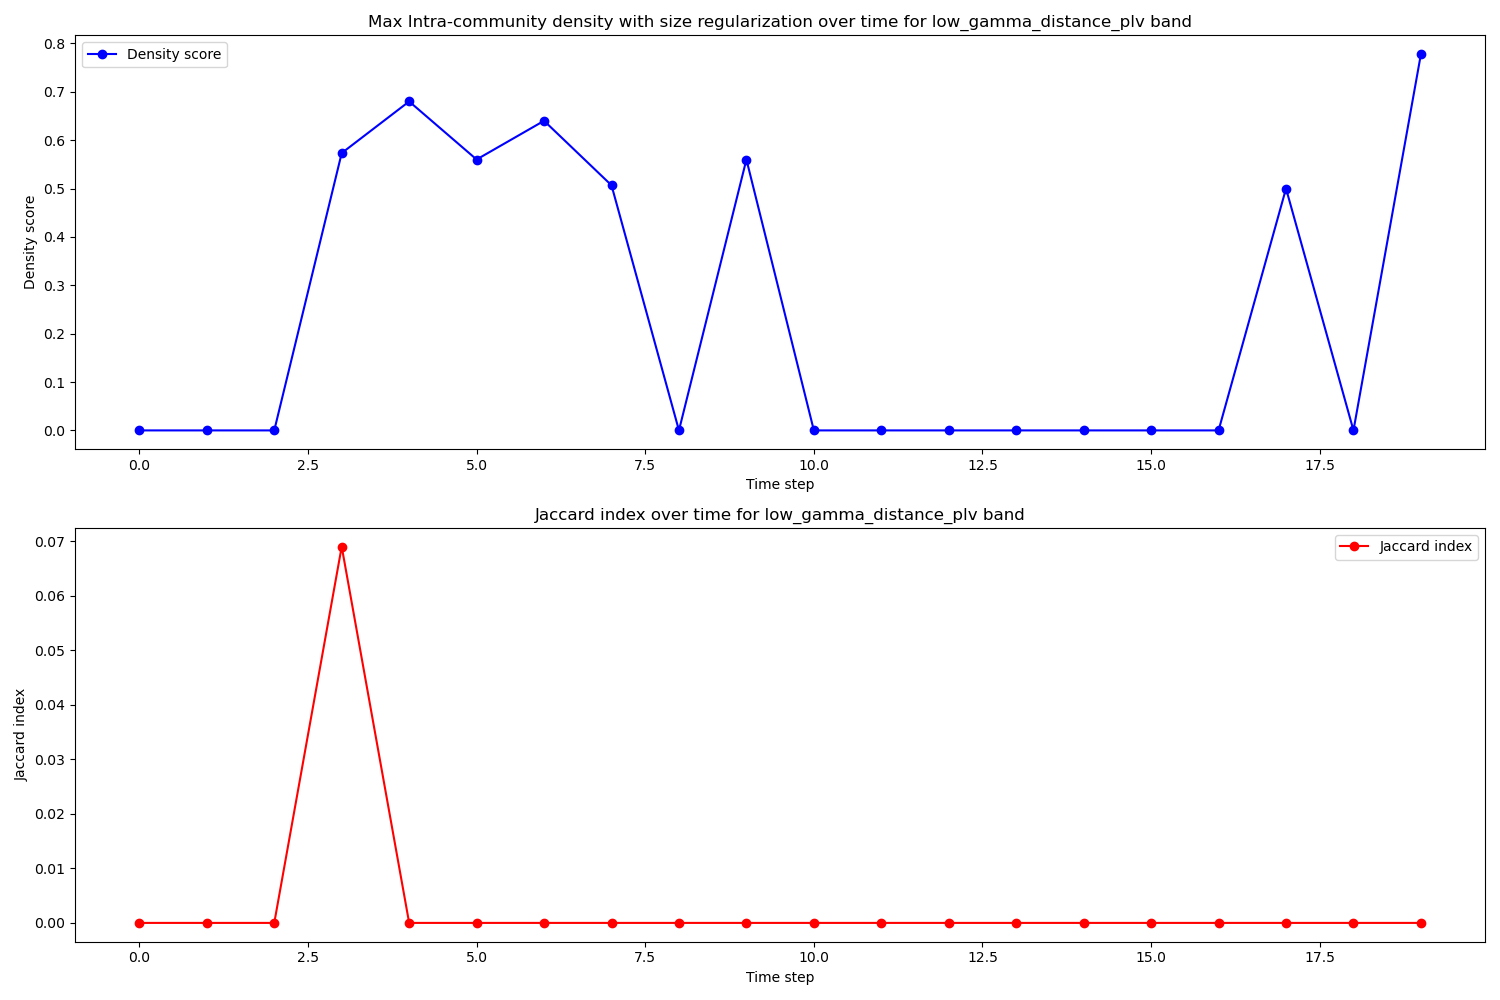 Max Intra-community density with size regularization over time for low_gamma_distance_plv band
Density score
0.8
0.7
0.6
0.5
0.4
0.3
0.2
0.1
0.0
Density score
0.0 2.5 5.0 7.5 10.0 12.5 15.0 17.5
Time step
Jaccard index over time for low_gamma_distance_plv band
Jaccard index
0.07
0.06
0.05
0.04
0.03
0.02
0.01
0.00
Jaccard index
0.0 2.5 5.0 7.5 10.0 12.5 15.0 17.5
Time step